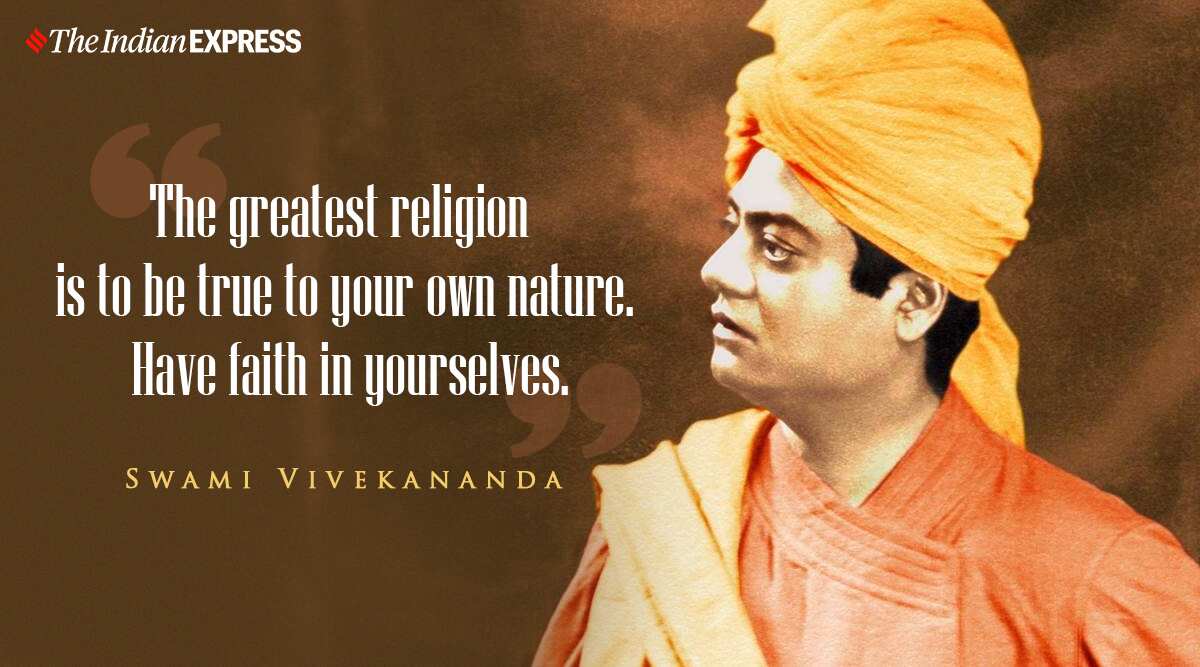 The Indian EXPRESS
“
The greatest religion
is to be true to your own nature.
Have faith in yourselves.
”
SWAMI VIVEKANANDA